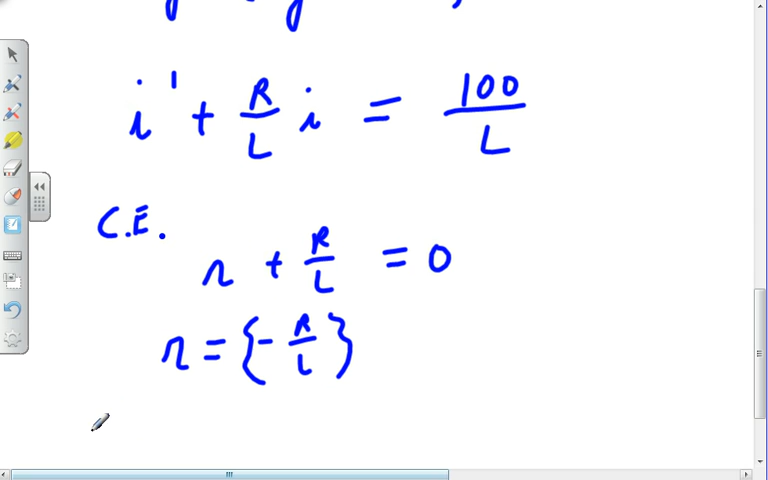 i' + R/L i = 100/L
C.E.
r + R/L = 0
r = {- R/L}